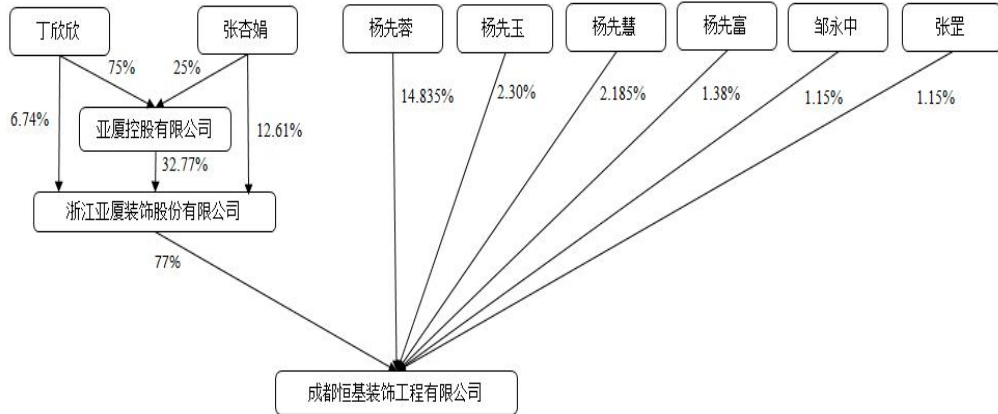 丁欣欣
张杏娟
杨先蓉
杨先玉
杨先慧
杨先富
邹永中
张罡
75%
25%
6.74%
12.61%
14.835%
2.30%
2.185%
1.38%
1.15%
1.15%
亚厦控股有限公司
32.77%
浙江亚厦装饰股份有限公司
77%
成都恒基装饰工程有限公司